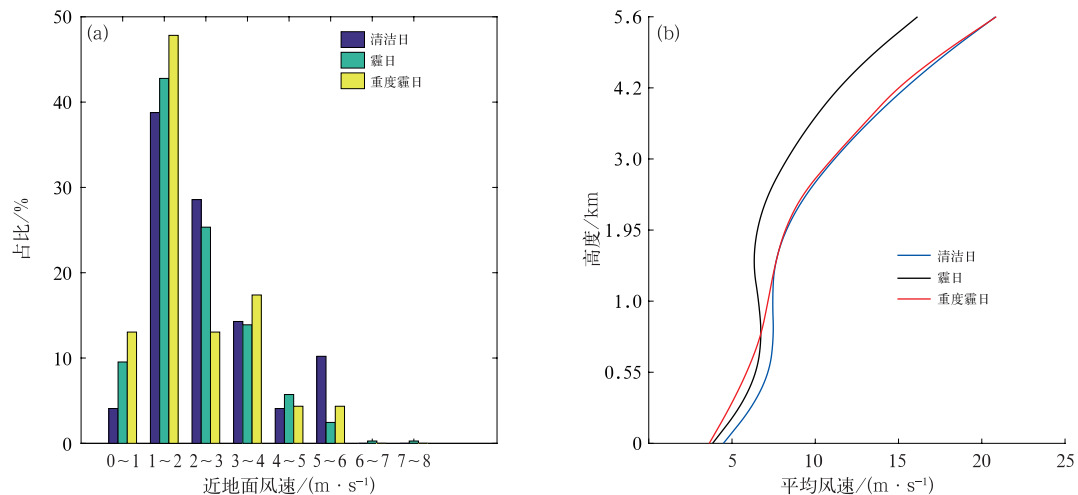 (a)
50
40
30
20
10
0
占比/%
清洁日
霾日
重度霾日
0~1 1~2 2~3 3~4 4~5 5~6 6~7 7~8
近地面风速/(m · s⁻¹)
(b)
5.6
4.2
3.0
1.95
1.0
0.55
0
高度/km
清洁日
霾日
重度霾日
5 10 15 20 25
平均风速/(m · s⁻¹)